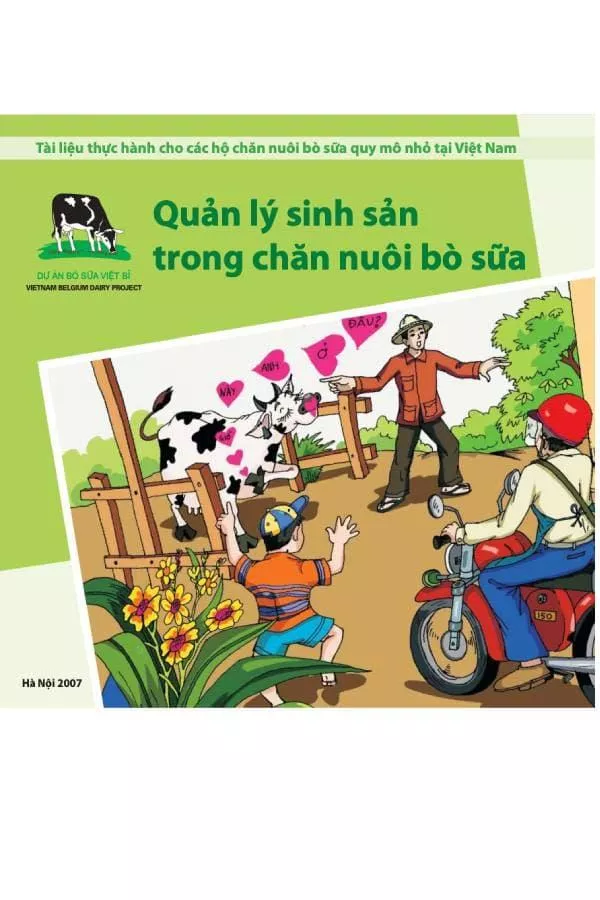 Tài liệu thực hành cho các hộ chăn nuôi bò sữa quy mô nhỏ tại Việt Nam
Quản lý sinh sản
trong chăn nuôi bò sữa
DỰ ÁN BÒ SỮA VIỆT BỈ
VIETNAM BELGIUM DAIRY PROJECT
NÀY
ANH
Ở
ĐÂU?
150
Hà Nội 2007